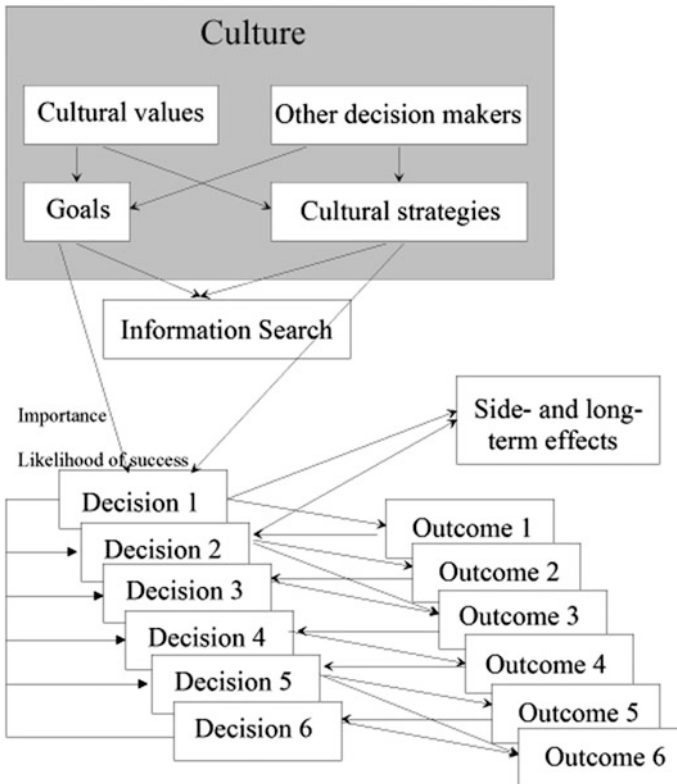 Culture
Cultural values
Other decision makers
Goals
Cultural strategies
Information Search
Importance
Side- and long-
term effects
Likelihood of success
Decision 1
Outcome 1
Decision 2
Outcome 2
Decision 3
Outcome 3
Decision 4
Outcome 4
Decision 5
Outcome 5
Decision 6
Outcome 6